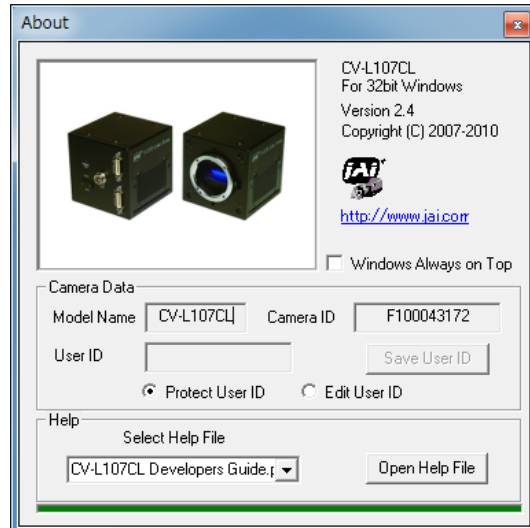 About
CV-L107CL
For 32bit Windows
Version 2.4
Copyright (C) 2007-2010
JAi
http://www.jai.com
Windows Always on Top
Camera Data
Model Name CV-L107CL Camera ID F100043172
User ID Save User ID
Protect User ID Edit User ID
Help
Select Help File
CV-L107CL Developers Guide.p Open Help File